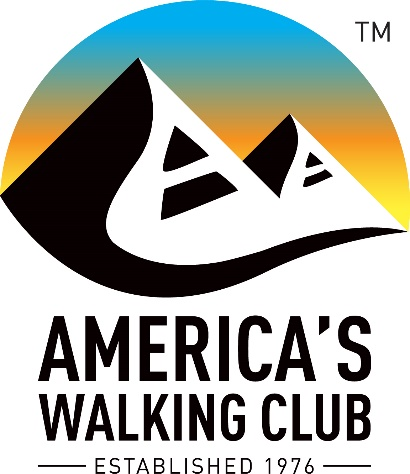 TM
AMERICA'S
WALKING CLUB
ESTABLISHED 1976